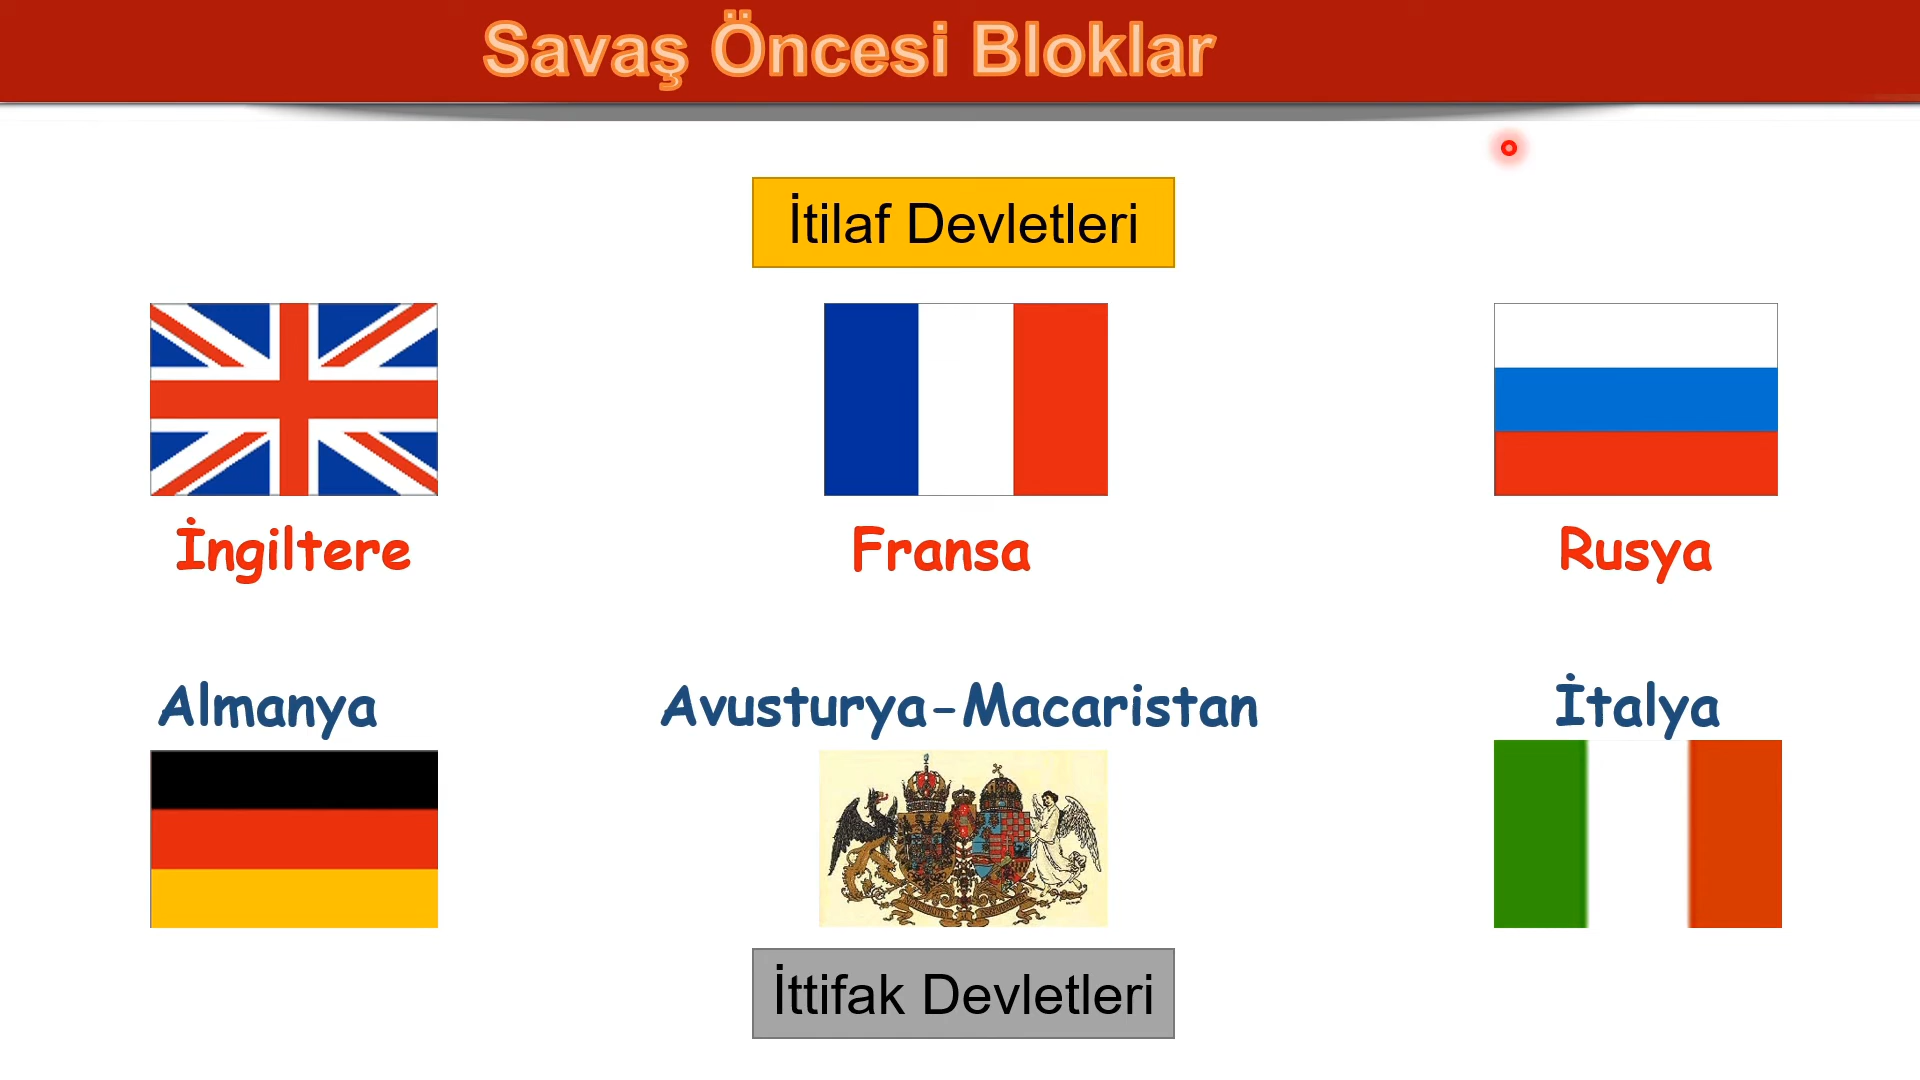 Savaş Öncesi Bloklar
İtilaf Devletleri
İngiltere
Fransa
Rusya
Almanya
Avusturya-Macaristan
İtalya
İttifak Devletleri